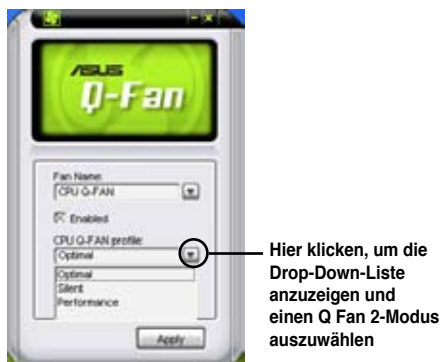 ASUS
Q-Fan
Fan Name:
CPU Q-FAN
Enabled
CPU Q-FAN profile:
Optimal
Optimal
Silent
Performance
Apply
Hier klicken, um die
Drop-Down-Liste
anzuzeigen und
einen Q Fan 2-Modus
auszuwählen